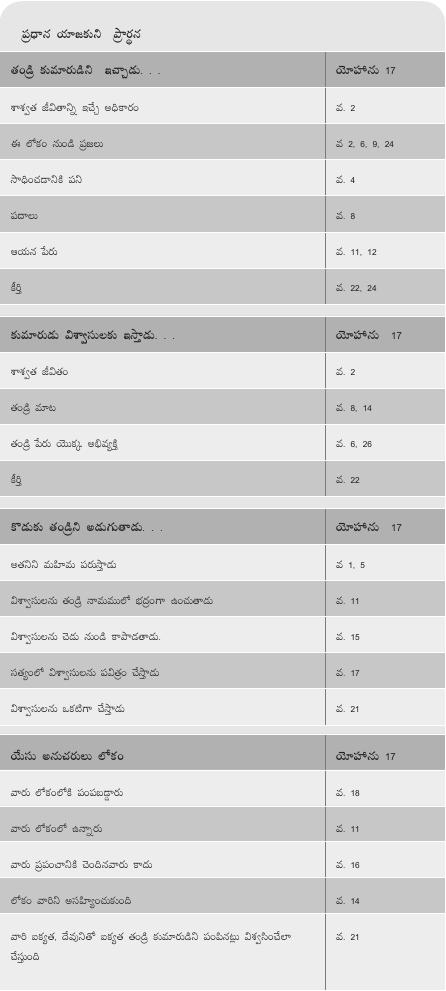 ప్రధాన యాజకుని ప్రార్థన
తండ్రి కుమారుడిని ఇచ్చాడు. . . యోహాను 17
శాశ్వత జీవితాన్ని ఇచ్చే అధికారం వ. 2
ఈ లోకం నుండి ప్రజలు వ 2, 6, 9, 24
సాధించడానికి పని వ. 4
పదాలు వ. 8
ఆయన పేరు వ. 11, 12
కీర్తి వ. 22, 24
కుమారుడు విశ్వాసులకు ఇస్తాడు. . . యోహాను 17
శాశ్వత జీవితం వ. 2
తండ్రి మాట వ. 8, 14
తండ్రి పేరు యొక్క అభివ్యక్తి వ. 6, 26
కీర్తి వ. 22
కొడుకు తండ్రిని అడుగుతాడు. . . యోహాను 17
అతనిని మహిమ పరుస్తాడు వ 1, 5
విశ్వాసులను తండ్రి నామములో భద్రంగా ఉంచుతాడు వ. 11
విశ్వాసులను చెడు నుండి కాపాడతాడు. వ. 15
సత్యంలో విశ్వాసులను పవిత్రం చేస్తాడు వ. 17
విశ్వాసులను ఒకటిగా చేస్తాడు వ. 21
యేసు అనుచరులు లోకం యోహాను 17
వారు లోకంలోకి పంపబడ్డారు వ. 18
వారు లోకంలో ఉన్నారు వ. 11
వారు ప్రపంచానికి చెందినవారు కాదు వ. 16
లోకం వారిని అసహ్యించుకుంది వ. 14
వారి ఐక్యత, దేవునితో ఐక్యత తండ్రి కుమారుడిని పంపినట్లు విశ్వసించేలా వ. 21
చేస్తుంది